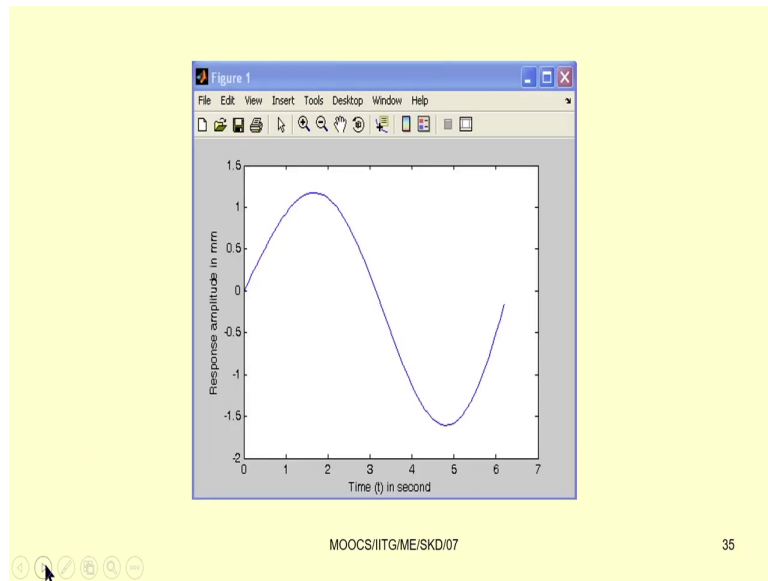 Figure 1
File Edit View Insert Tools Desktop Window Help
1.5
1
0.5
0
-0.5
-1
-1.5
-2
0 1 2 3 4 5 6 7
Response amplitude in mm
Time (t) in second
MOOCS/IITG/ME/SKD/07
35